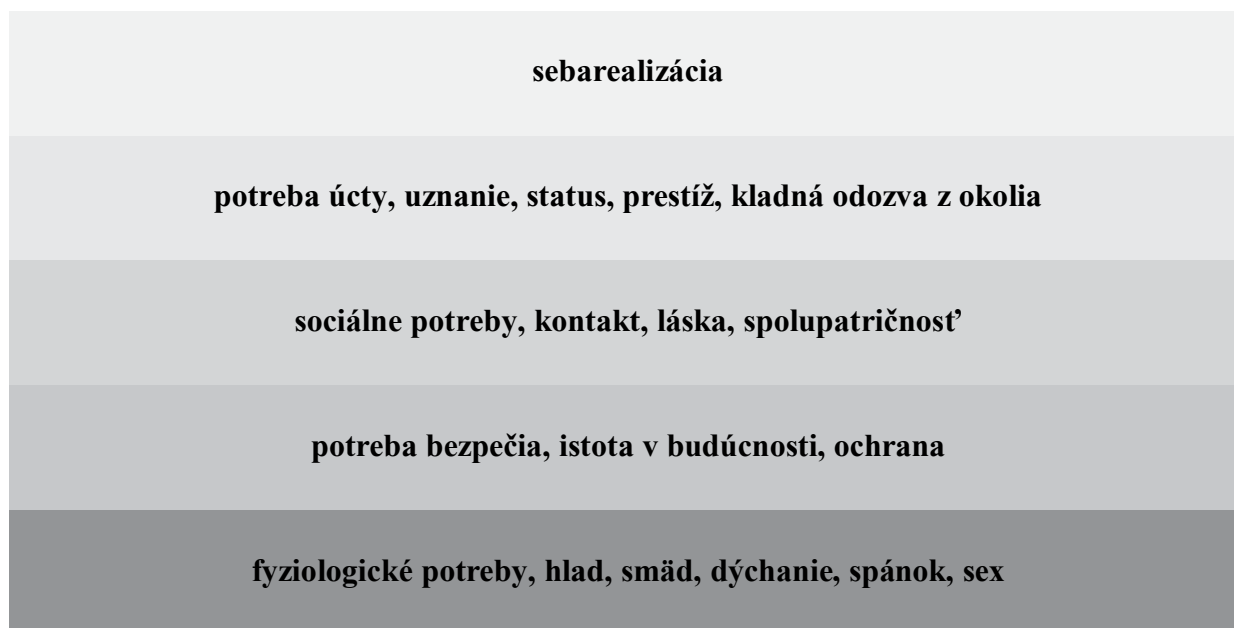 sebarealizácia
potreba úcty, uznanie, status, prestíž, kladná odozva z okolia
sociálne potreby, kontakt, láska, spolupatričnosť
potreba bezpečia, istota v budúcnosti, ochrana
fyziologické potreby, hlad, smäd, dýchanie, spánok, sex